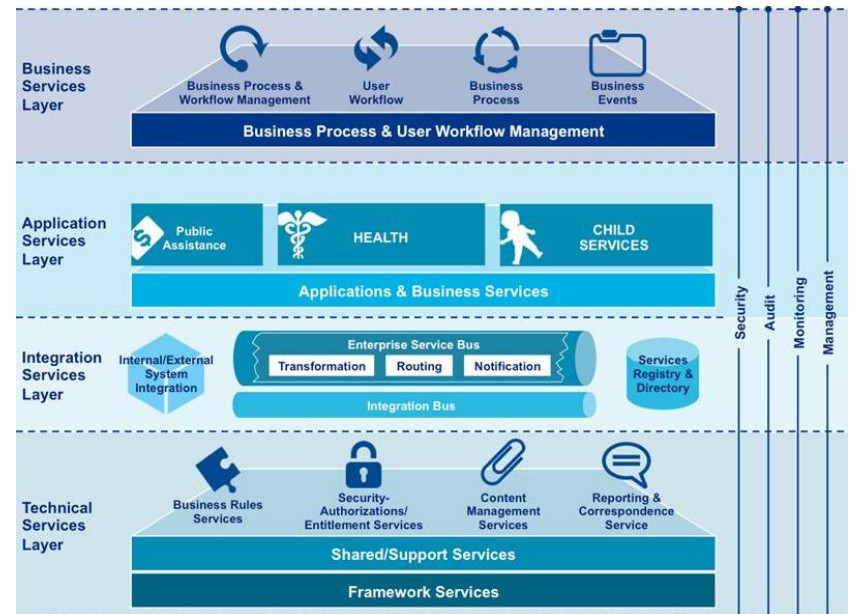 Business
Services
Layer
Business Process &
Workflow Management
User
Workflow
Business
Process
Business
Events
Business Process & User Workflow Management
Application
Services
Layer
$
Public
Assistance
HEALTH
CHILD
SERVICES
Applications & Business Services
Integration
Services
Layer
Internal/External
System
Integration
Enterprise Service Bus
Transformation
Routing
Notification
Integration Bus
Services
Registry &
Directory
Technical
Services
Layer
Business Rules
Services
Security-
Authorizations/
Entitlement Services
Content
Management
Services
Reporting &
Correspondence
Service
Shared/Support Services
Framework Services
Security
Audit
Monitoring
Management